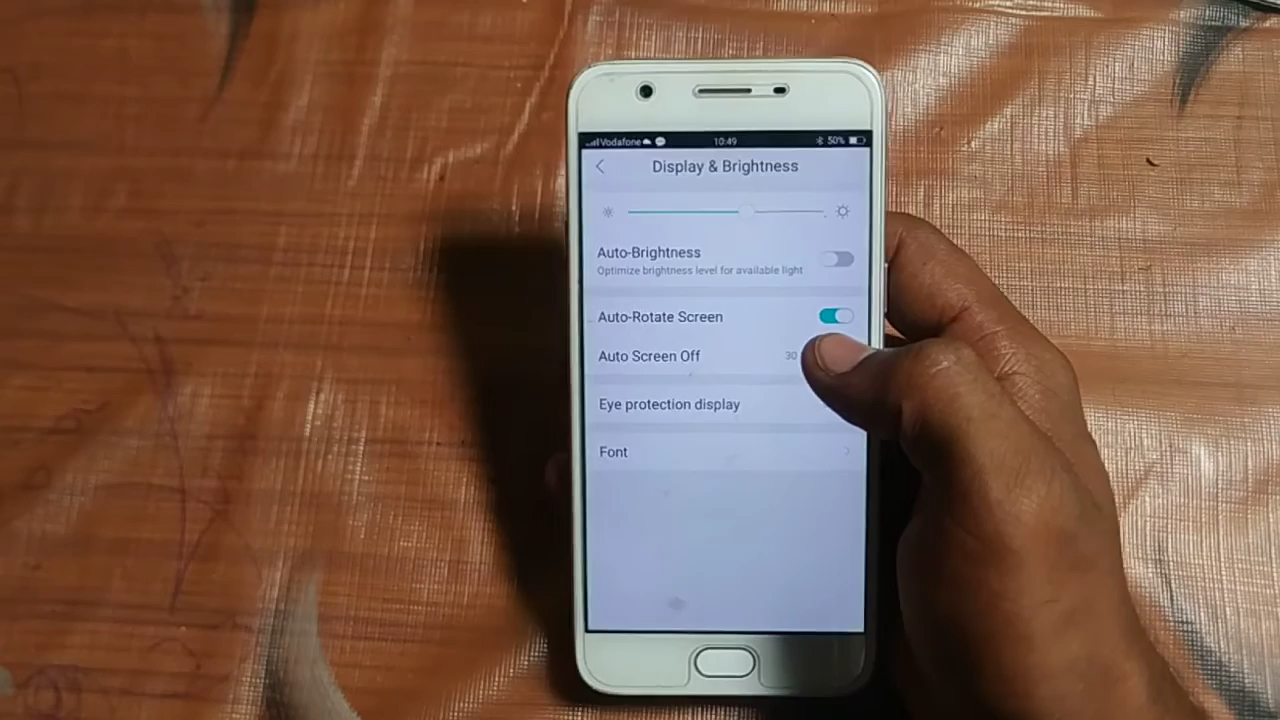 Vodafone 10:49 50%
Display & Brightness
Auto-Brightness
Optimize brightness level for available light
Auto-Rotate Screen
Auto Screen Off 30
Eye protection display
Font